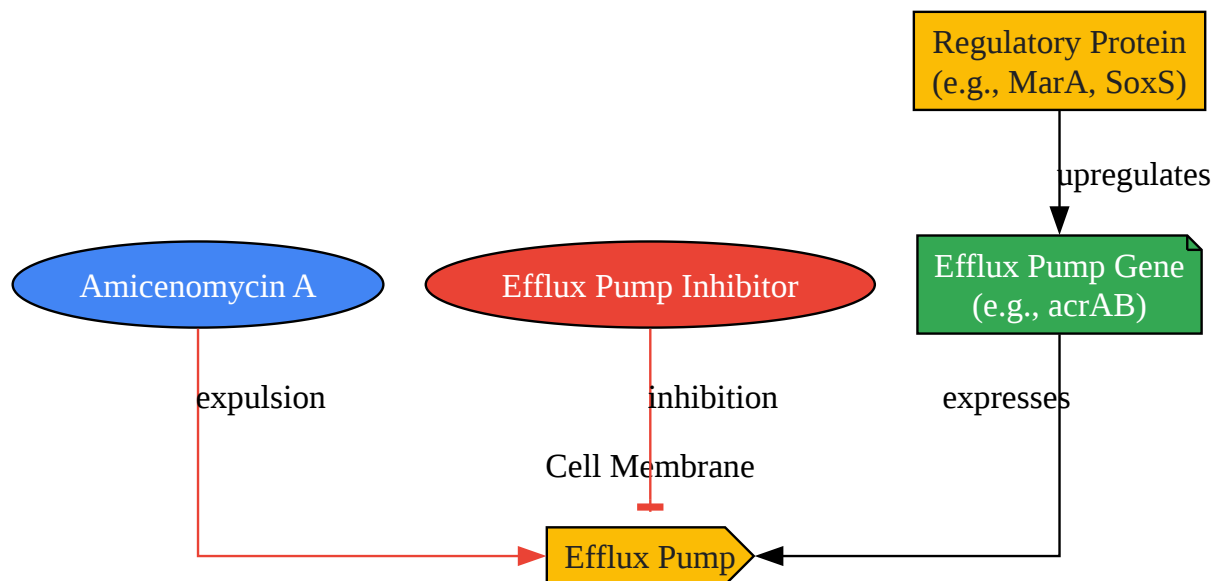 Regulatory Protein
(e.g., MarA, SoxS)
upregulates
Amicenomycin A
Efflux Pump Inhibitor
Efflux Pump Gene
(e.g., acrAB)
expulsion
inhibition
expresses
Cell Membrane
Efflux Pump